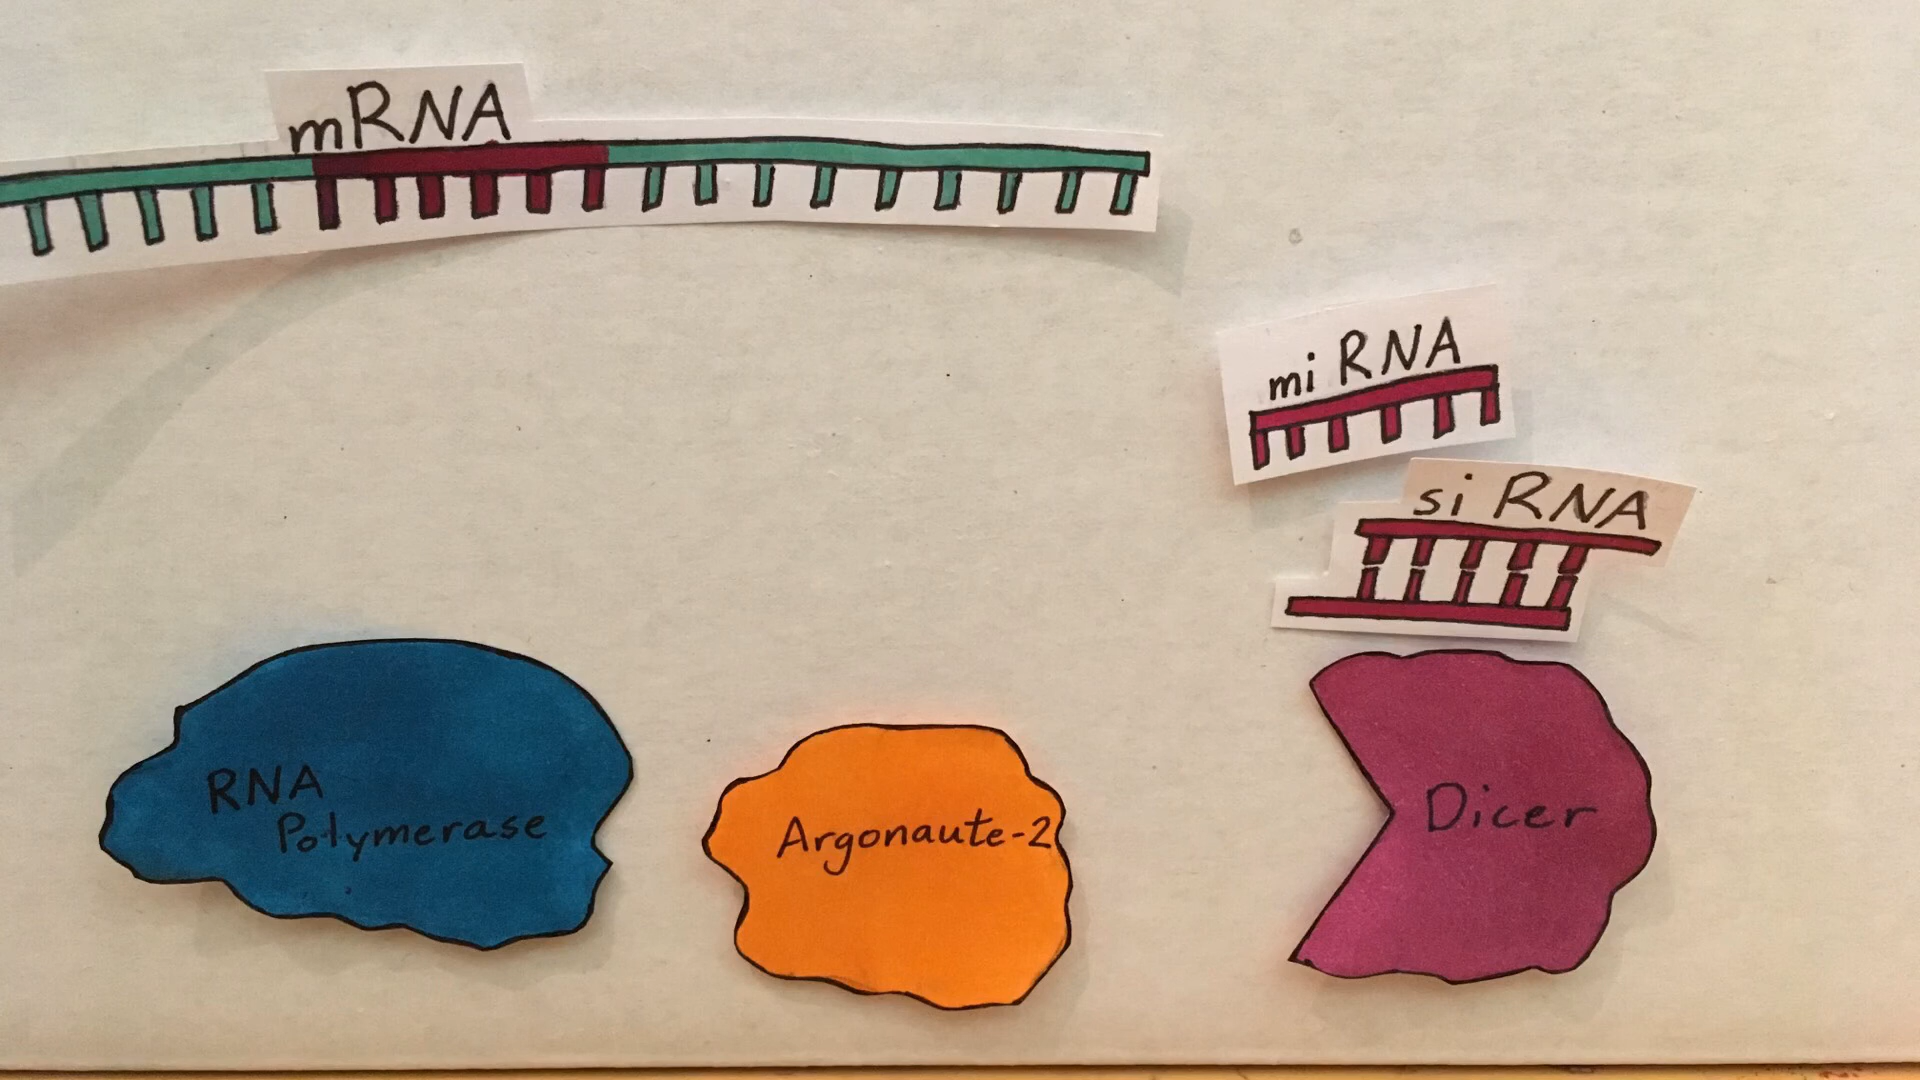 mRNA
mi RNA
si RNA
RNA
Polymerase
Argonaute-2
Dicer